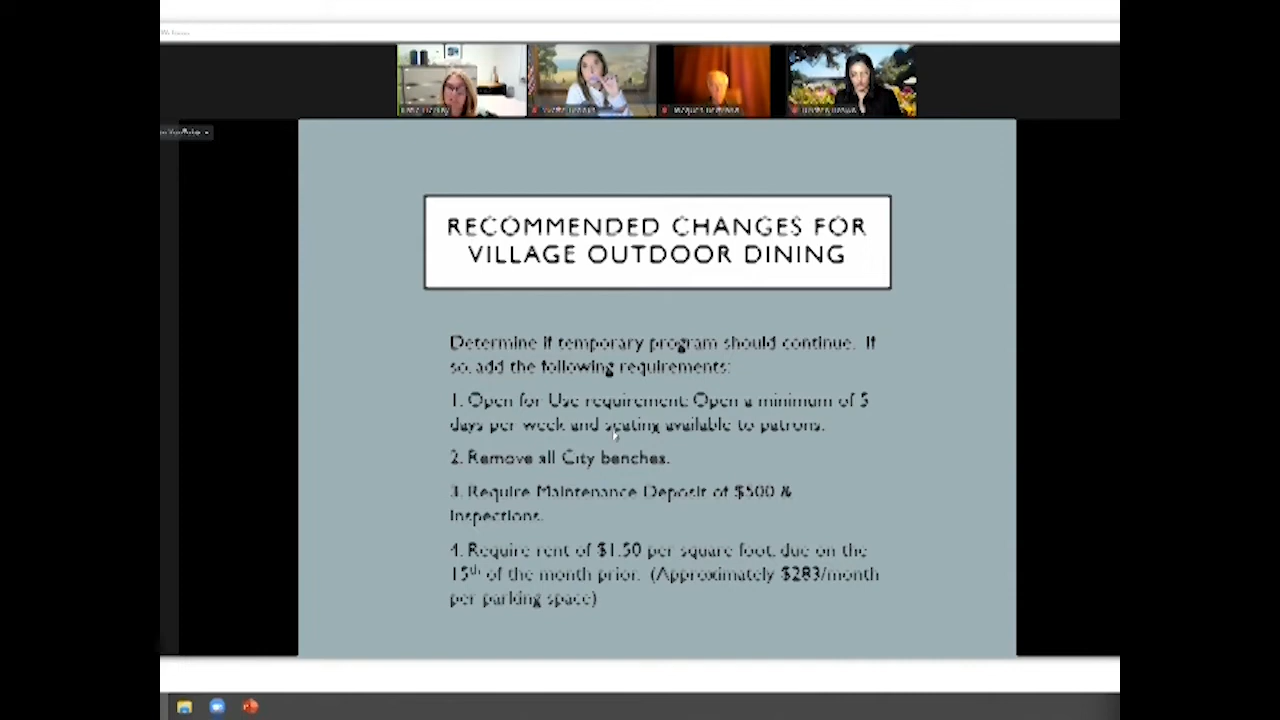 RECOMMENDED CHANGES FOR
VILLAGE OUTDOOR DINING
Determine if temporary program should continue. If
so, add the following requirements:
1. Open for Use requirement: Open a minimum of 5
days per week and seating available to patrons.
2. Remove all City benches.
3. Require Maintenance Deposit of $500 &
Inspections.
4. Require rent of $1.50 per square foot, due on the
15th of the month prior. (Approximately $283/month
per parking space)